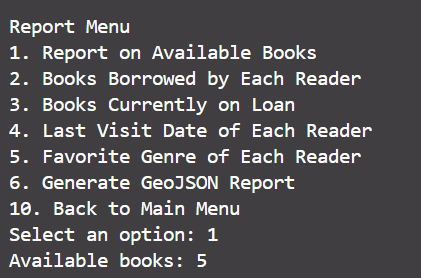 Report Menu
1. Report on Available Books
2. Books Borrowed by Each Reader
3. Books Currently on Loan
4. Last Visit Date of Each Reader
5. Favorite Genre of Each Reader
6. Generate GeoJSON Report
10. Back to Main Menu
Select an option: 1
Available books: 5